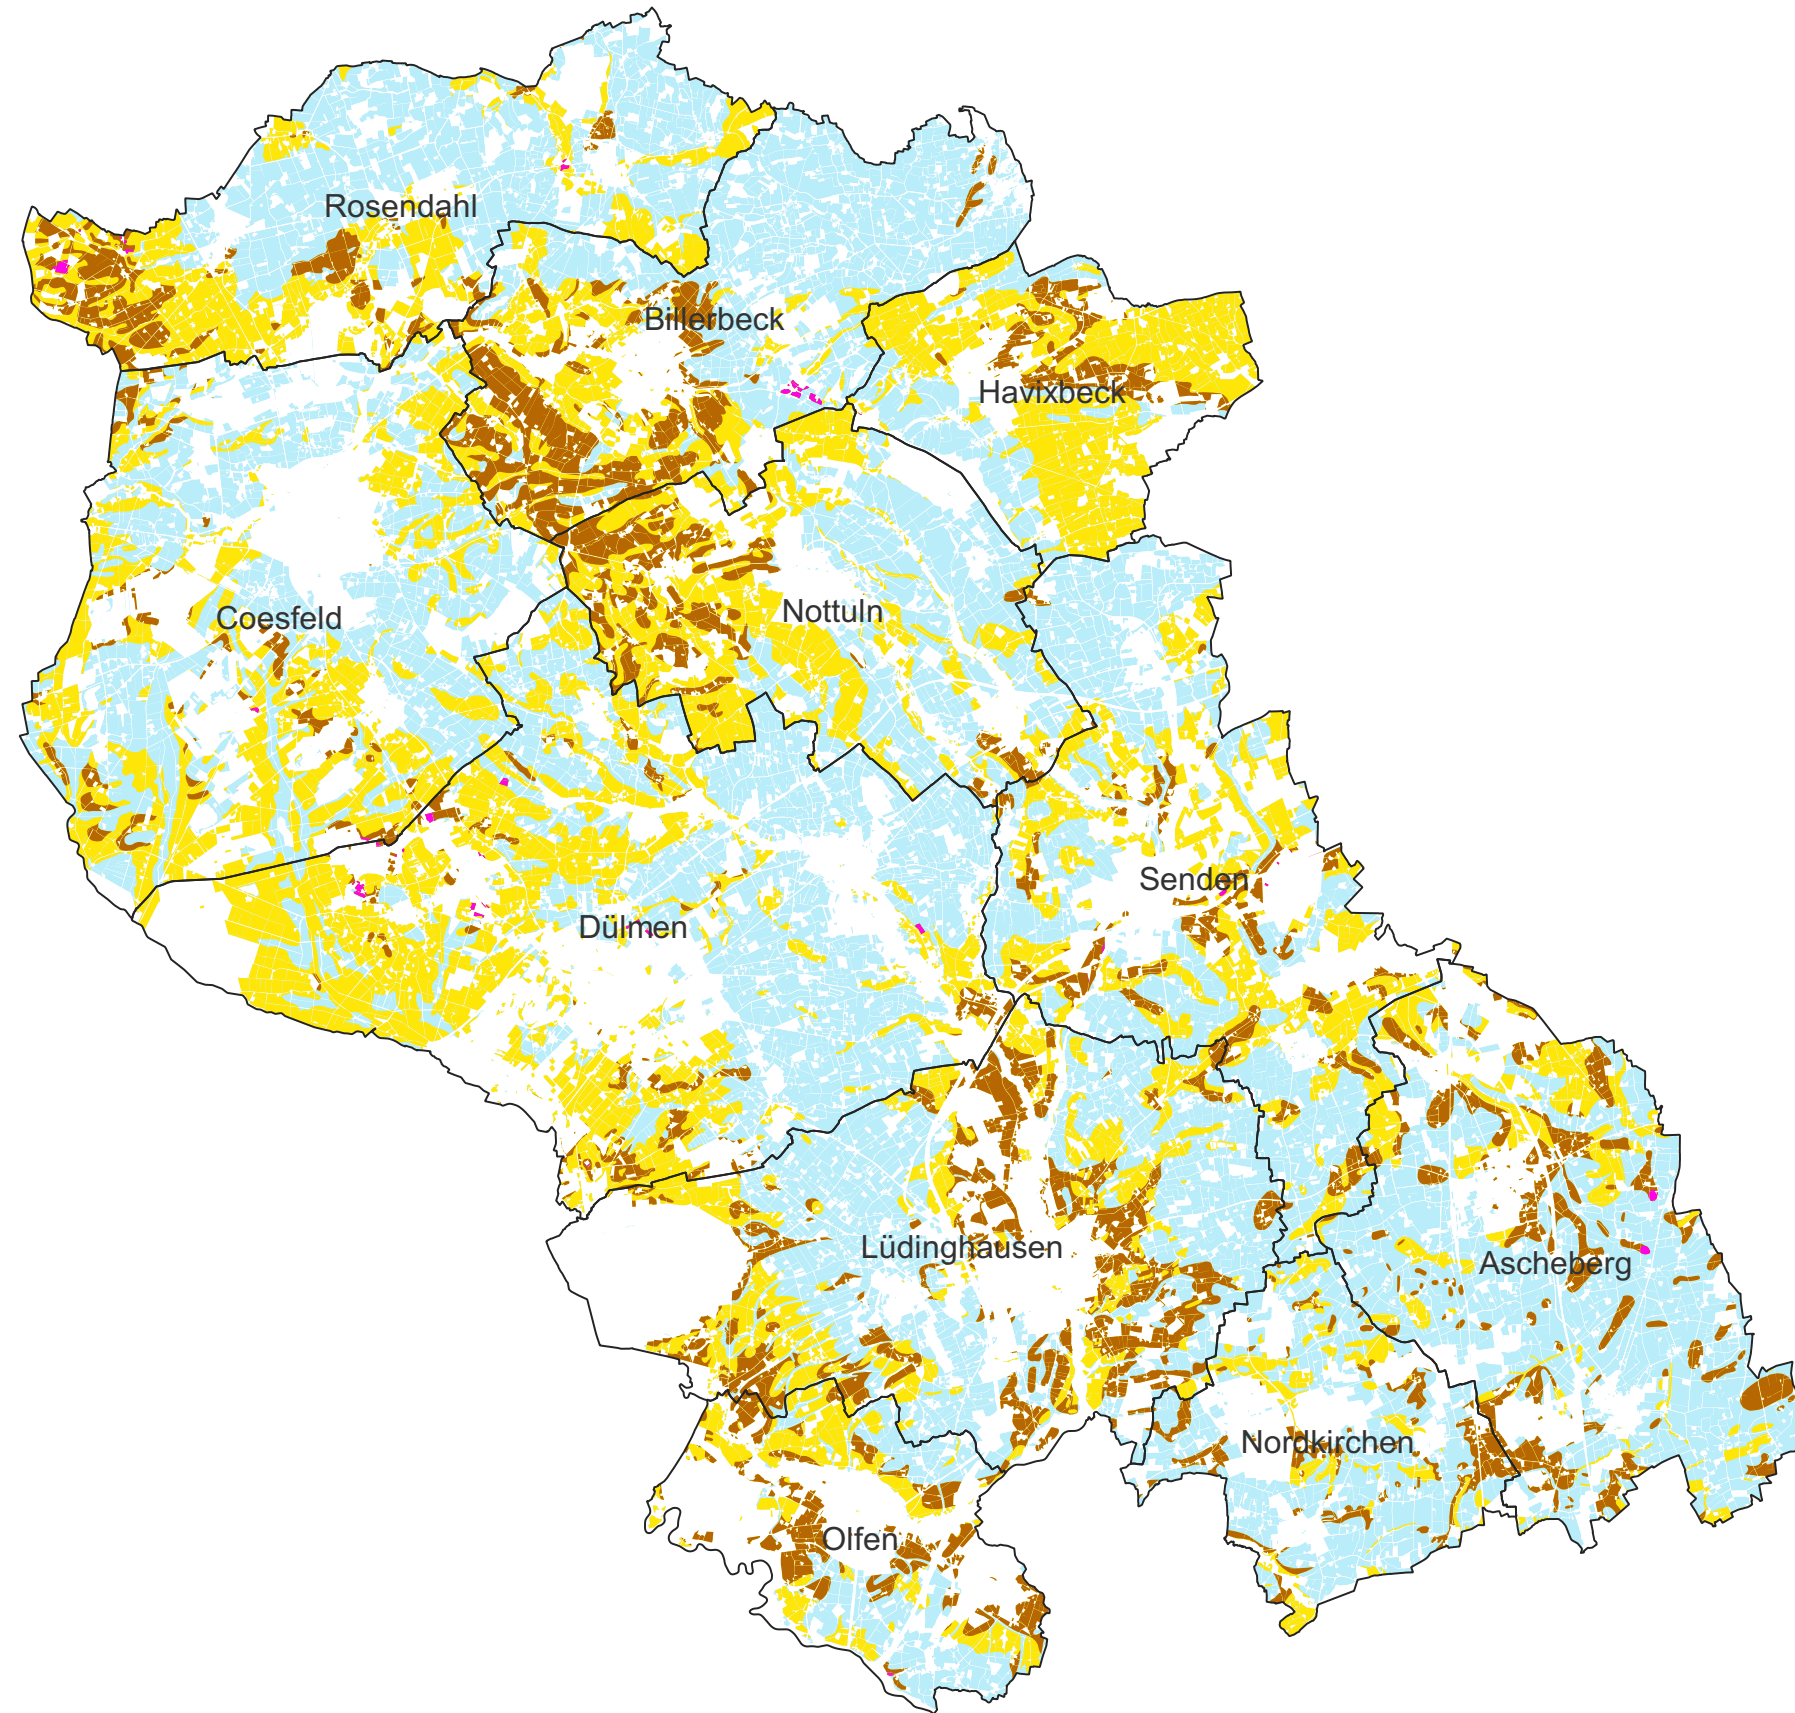 Rosendahl
Billerbeck
Havixbeck
Coesfeld
Nottuln
Senden
Dülmen
Lüdinghausen
Ascheberg
Nordkirchen
Olfen